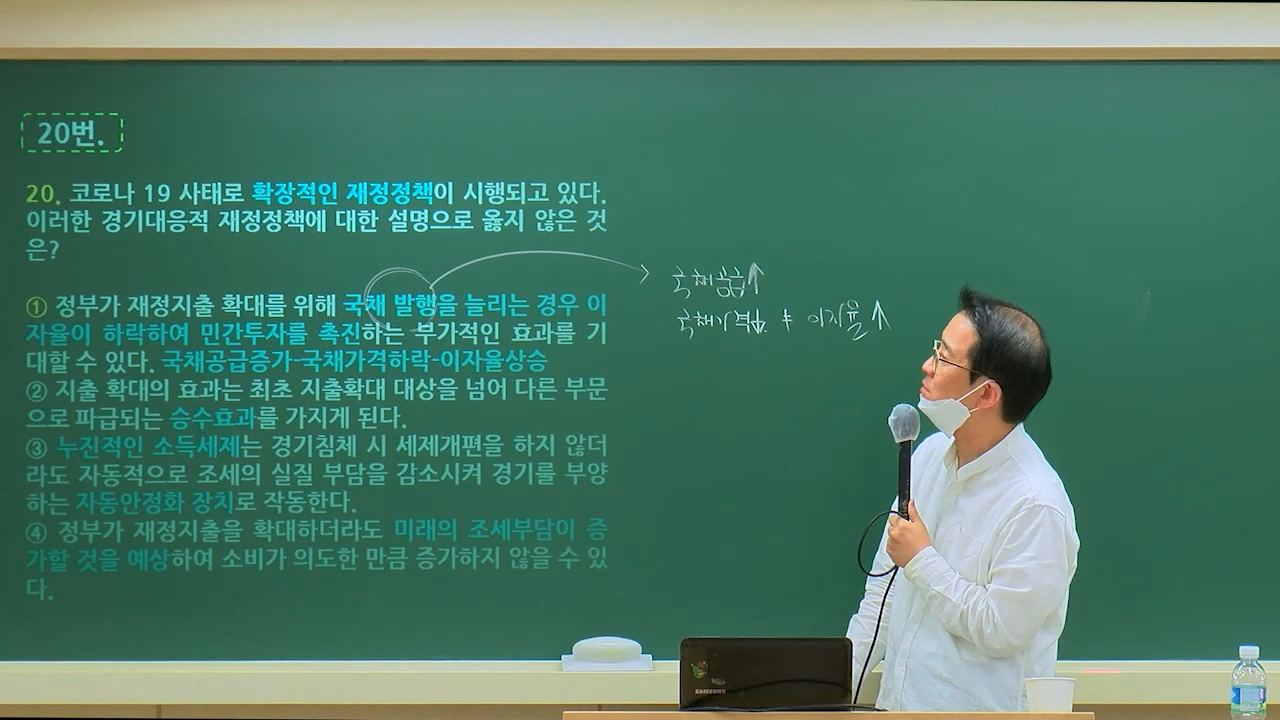 20번.
20. 코로나 19 사태로 확장적인 재정정책이 시행되고 있다.
이러한 경기대응적 재정정책에 대한 설명으로 옳지 않은 것
은?
① 정부가 재정지출 확대를 위해 국채 발행을 늘리는 경우 이
자율이 하락하여 민간투자를 촉진하는 부가적인 효과를 기
대할 수 있다. 국채공급증가-국채가격하락-이자율상승
② 지출 확대의 효과는 최초 지출확대 대상을 넘어 다른 부문
으로 파급되는 승수효과를 가지게 된다.
③ 누진적인 소득세제는 경기침체 시 세제개편을 하지 않더
라도 자동적으로 조세의 실질 부담을 감소시켜 경기를 부양
하는 자동안정화 장치로 작동한다.
④ 정부가 재정지출을 확대하더라도 미래의 조세부담이 증
가할 것을 예상하여 소비가 의도한 만큼 증가하지 않을 수 있
다.
국채공급↑
국채가격 이자율↑
SAMSUNG